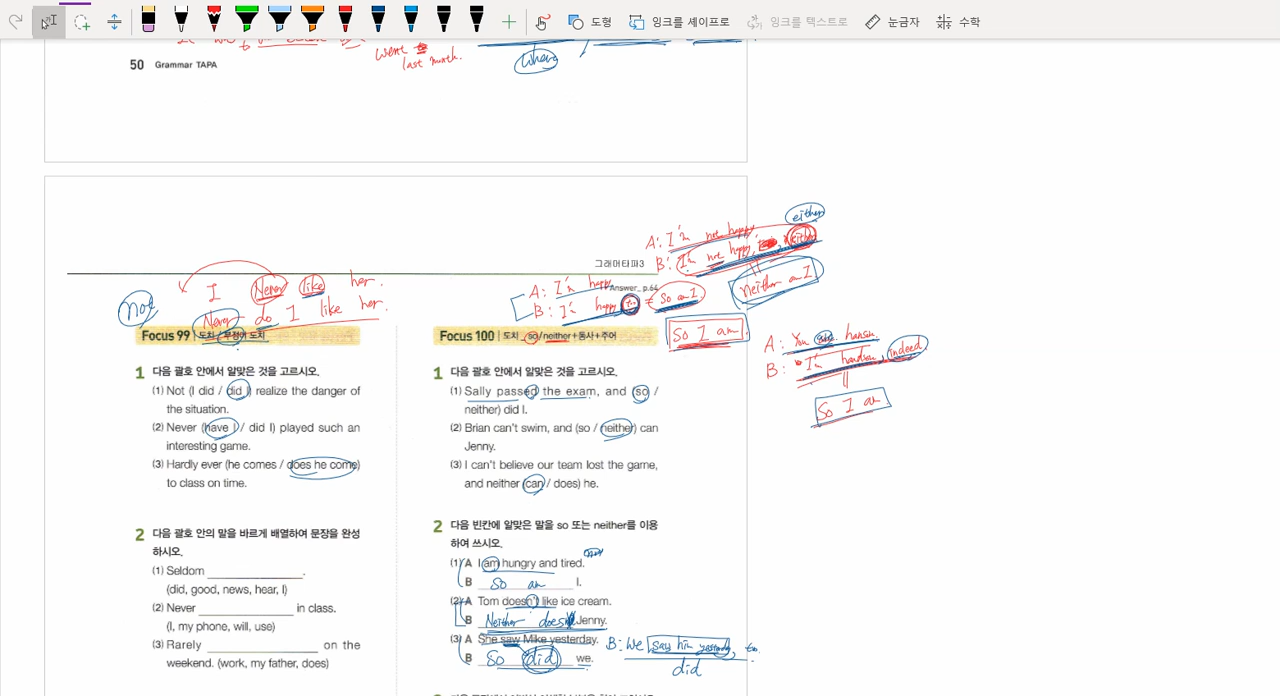 도형 잉크를 셰이프로 잉크를 텍스트로 눈금자 수학
went
last month.
50 Grammar TAPA
where
either
A: I'm not happy.
B: I'm not happy, either
neither am I
그래머타파3
Answer_ p.64
A: I'm happy
B: I'm happy too = So am I.
So I am.
I Never like her.
not
Never do I like her.
A: You are handsome.
B: I'm handsome, indeed
So I am
Focus 99 도치 / 부정어 도치
1 다음 괄호 안에서 알맞은 것을 고르시오.
(1) Not (I did / did I) realize the danger of
the situation.
(2) Never (have I / did I) played such an
interesting game.
(3) Hardly ever (he comes / does he come)
to class on time.
2 다음 괄호 안의 말을 바르게 배열하여 문장을 완성
하시오.
(1) Seldom .
(did, good, news, hear, I)
(2) Never in class.
(I, my phone, will, use)
(3) Rarely on the
weekend. (work, my father, does)
Focus 100 도치 so/neither+동사+주어
1 다음 괄호 안에서 알맞은 것을 고르시오.
(1) Sally passed the exam, and (so /
neither) did I.
(2) Brian can't swim, and (so / neither) can
Jenny.
(3) I can't believe our team lost the game,
and neither (can / does) he.
2 다음 빈칸에 알맞은 말을 so 또는 neither를 이용
하여 쓰시오.
(1) A I am hungry and tired.
B So am I.
(2) A Tom doesn't like ice cream.
B Neither does Jenny.
(3) A She saw Mike yesterday.
B So did we.
B: We saw him yesterday, too.
did